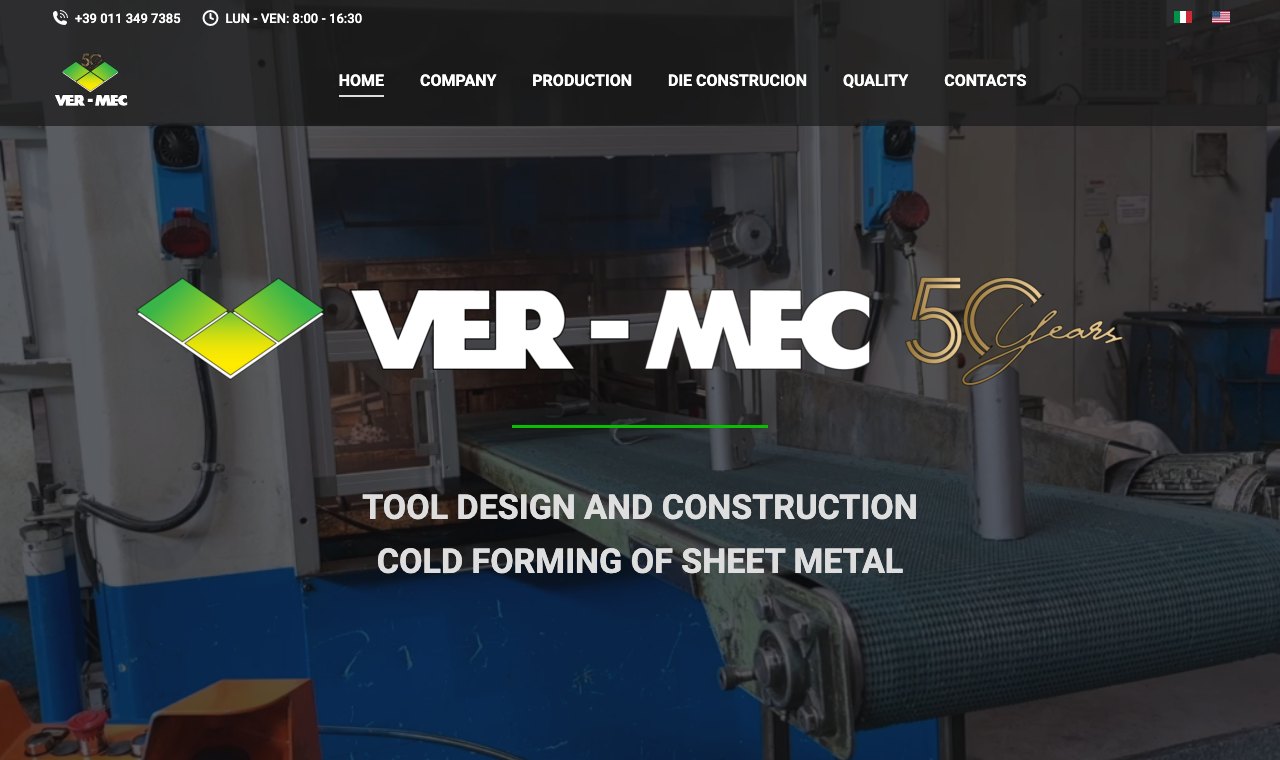 +39 011 349 7385
LUN - VEN: 8:00 - 16:30
50
VER - MEC
HOME
COMPANY
PRODUCTION
DIE CONSTRUCION
QUALITY
CONTACTS
VER - MEC
50 years
TOOL DESIGN AND CONSTRUCTION
COLD FORMING OF SHEET METAL